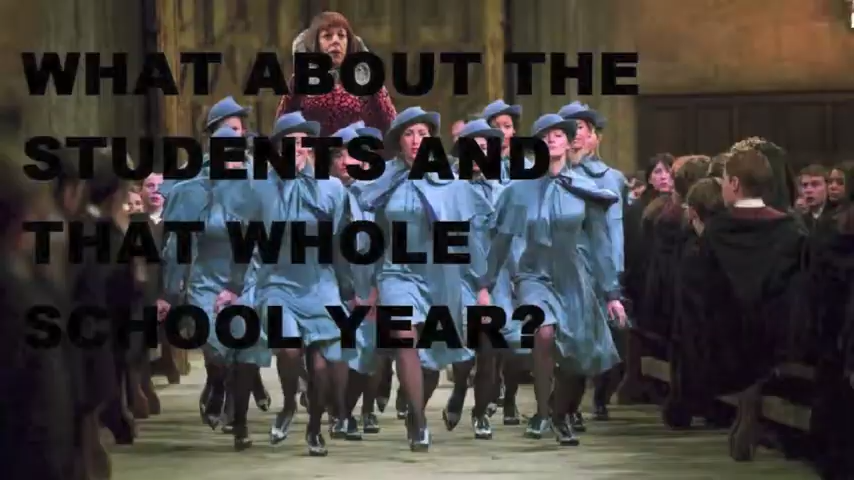 WHAT ABOUT THE
STUDENTS AND
THAT WHOLE
SCHOOL YEAR?